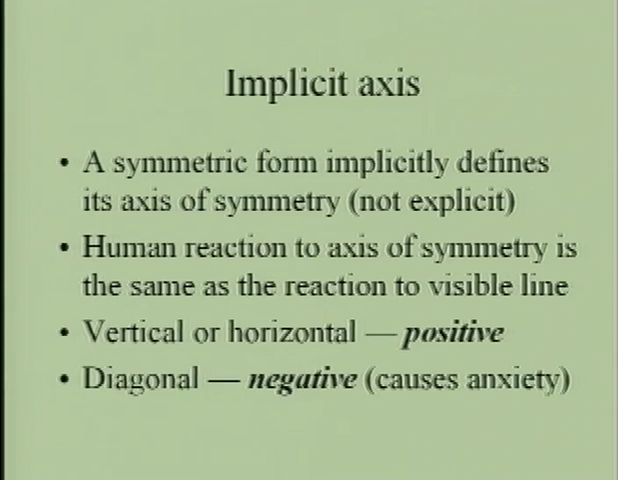 Implicit axis
• A symmetric form implicitly defines
its axis of symmetry (not explicit)
• Human reaction to axis of symmetry is
the same as the reaction to visible line
• Vertical or horizontal — positive
• Diagonal — negative (causes anxiety)